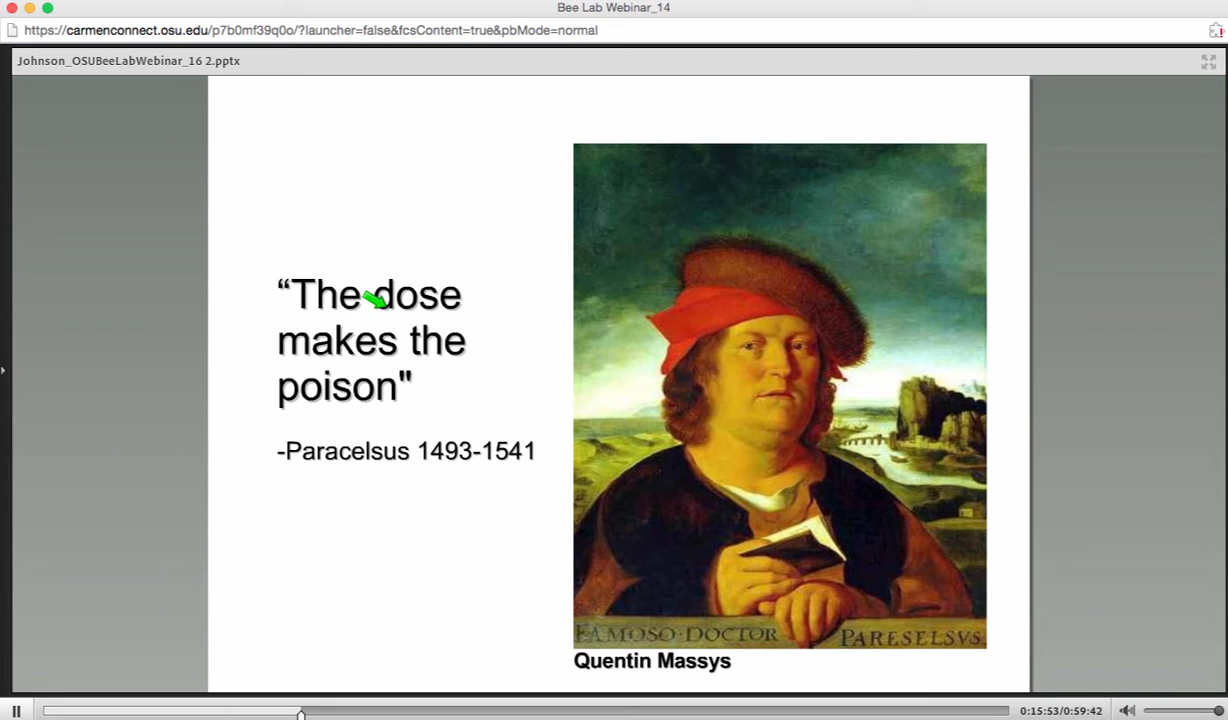 Bee Lab Webinar_14
https://carmenconnect.osu.edu/p7b0mf39q0o/?launcher=false&fcsContent=true&pbMode=normal
Johnson_OSUBeeLabWebinar_16 2.pptx
“The dose
makes the
poison"
-Paracelsus 1493-1541
FAMOSO·DOCTOR PARESELSVS
Quentin Massys
0:15:53/0:59:42